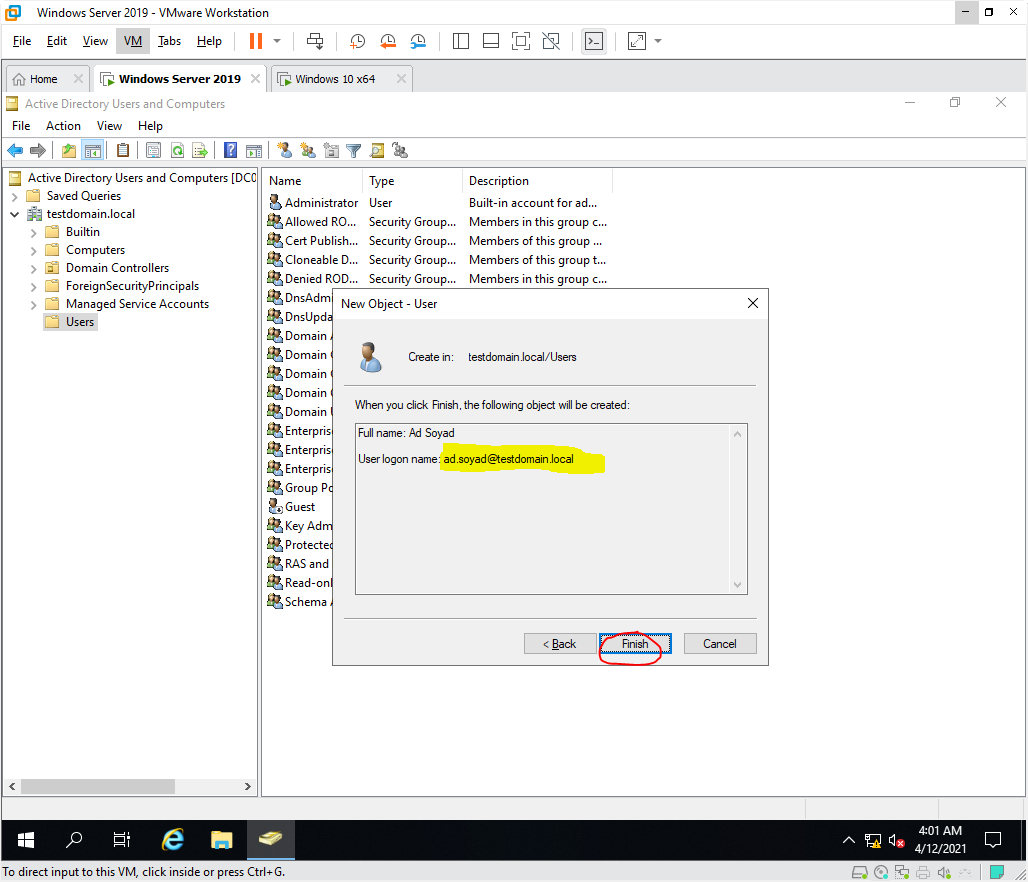 Windows Server 2019 - VMware Workstation
File Edit View VM Tabs Help
Home Windows Server 2019 Windows 10 x64
Active Directory Users and Computers
File Action View Help
Active Directory Users and Computers [DC0
Saved Queries
testdomain.local
Builtin
Computers
Domain Controllers
ForeignSecurityPrincipals
Managed Service Accounts
Users
Name Type Description
Administrator User Built-in account for ad...
Allowed RO... Security Group... Members in this group c...
Cert Publish... Security Group... Members of this group ...
Cloneable D... Security Group... Members of this group t...
Denied ROD... Security Group... Members in this group c...
DnsAdmi
DnsUpda
Domain A
Domain C
Domain C
Domain C
Domain U
Enterprise
Enterprise
Enterprise
Group Po
Guest
Key Adm
Protected
RAS and
Read-onl
Schema A
New Object - User
Create in: testdomain.local/Users
When you click Finish, the following object will be created:
Full name: Ad Soyad
User logon name: ad.soyad@testdomain.local
< Back Finish Cancel
4:01 AM
4/12/2021
To direct input to this VM, click inside or press Ctrl+G.